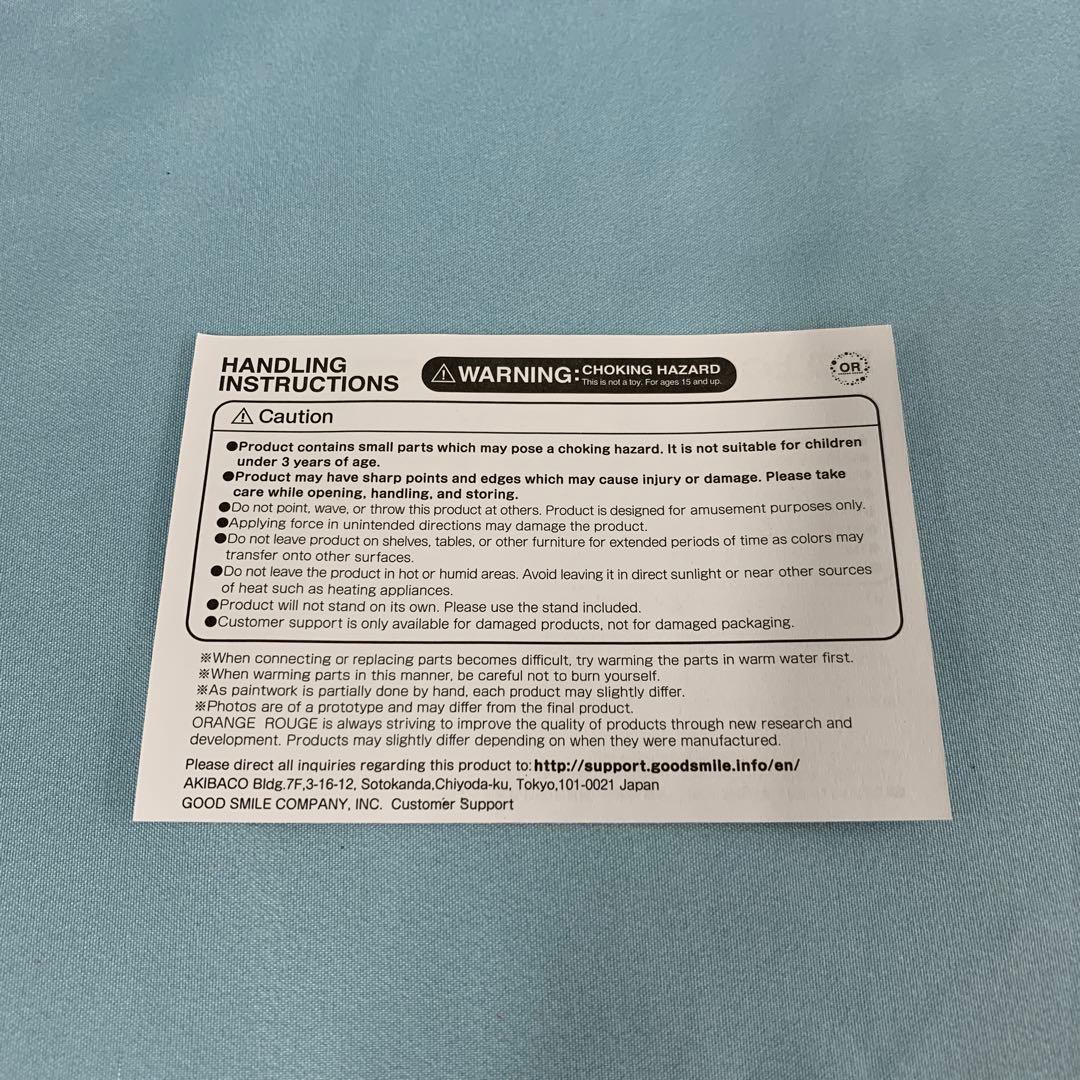 HANDLING
INSTRUCTIONS
WARNING: CHOKING HAZARD
This is not a toy. For ages 15 and up.
OR
Caution
●Product contains small parts which may pose a choking hazard. It is not suitable for children
under 3 years of age.
●Product may have sharp points and edges which may cause injury or damage. Please take
care while opening, handling, and storing.
●Do not point, wave, or throw this product at others. Product is designed for amusement purposes only.
●Applying force in unintended directions may damage the product.
●Do not leave product on shelves, tables, or other furniture for extended periods of time as colors may
transfer onto other surfaces.
●Do not leave the product in hot or humid areas. Avoid leaving it in direct sunlight or near other sources
of heat such as heating appliances.
●Product will not stand on its own. Please use the stand included.
●Customer support is only available for damaged products, not for damaged packaging.
※When connecting or replacing parts becomes difficult, try warming the parts in warm water first.
※When warming parts in this manner, be careful not to burn yourself.
※As paintwork is partially done by hand, each product may slightly differ.
※Photos are of a prototype and may differ from the final product.
ORANGE ROUGE is always striving to improve the quality of products through new research and
development. Products may slightly differ depending on when they were manufactured.
Please direct all inquiries regarding this product to: http://support.goodsmile.info/en/
AKIBACO Bldg.7F,3-16-12, Sotokanda,Chiyoda-ku, Tokyo,101-0021 Japan
GOOD SMILE COMPANY, INC. Customer Support